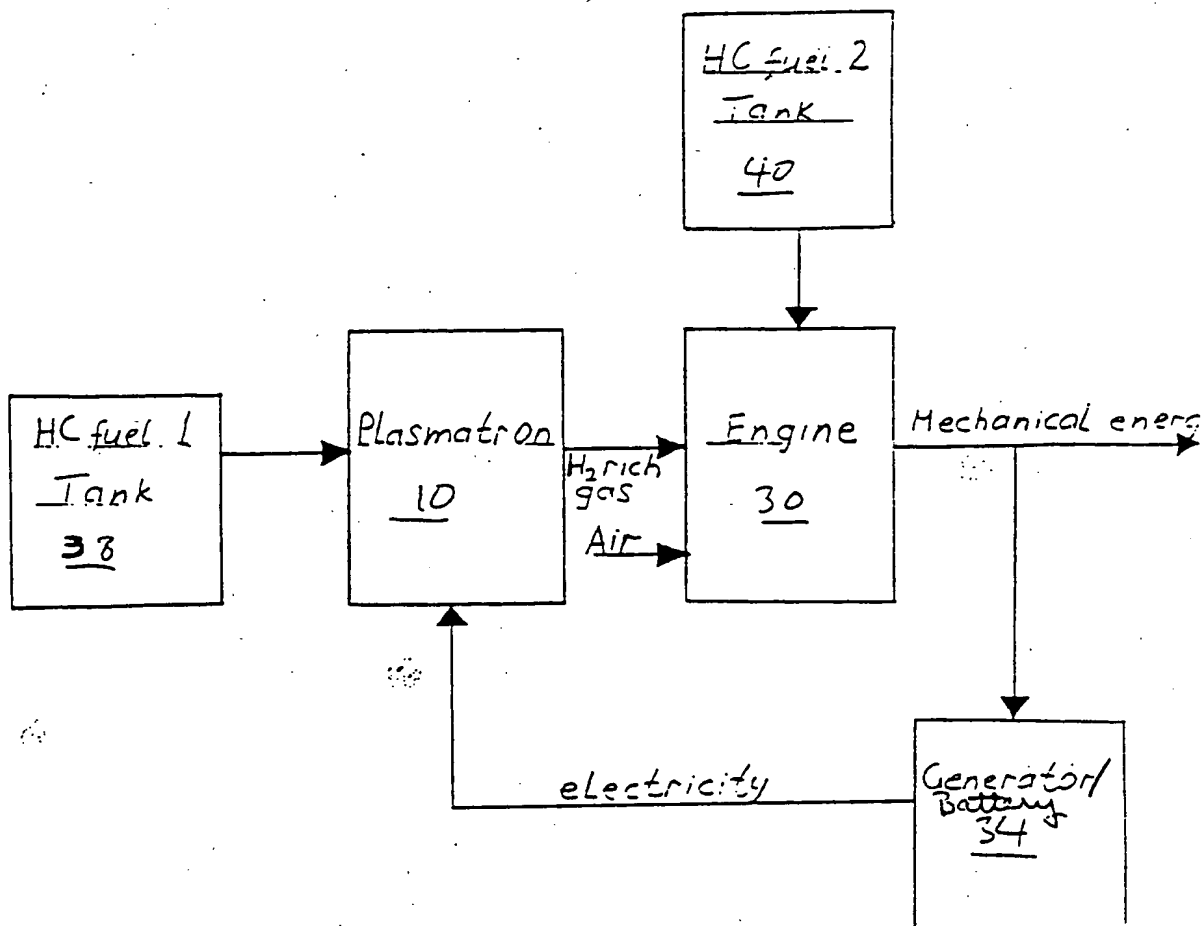 HC fuel 2
Tank
40
HC fuel 1
Tank
38
Plasmatron
10
H2 rich
gas
Air
Engine
30
Mechanical energ
electricity
Generator/
Battary
34